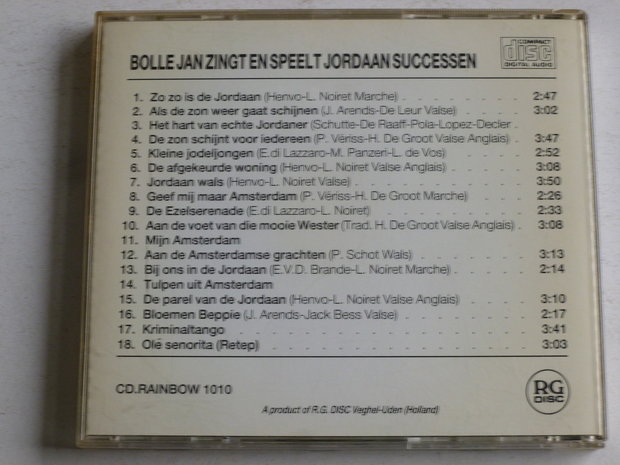 BOLLE JAN ZINGT EN SPEELT JORDAAN SUCCESSEN
COMPACT
disc
DIGITAL AUDIO
1. Zo zo is de Jordaan (Henvo-L. Noiret Marche) . . . . . . . . 2:47
2. Als de zon weer gaat schijnen (J. Arends-De Leur Valse) . . . . 3:02
3. Het hart van echte Jordaner (Schutte-De Raaff-Pola-Lopez-Decler .
4. De zon schijnt voor iedereen (P. Vēriss-H. De Groot Valse Anglais) . 3:47
5. Kleine jodeljongen (E.di Lazzaro-M. Panzeri-L. de Vos) . . . . . 2:52
6. De afgekeurde woning (Henvo-L. Noiret Valse Anglais) . . . . . 3:08
7. Jordaan wals (Henvo-L. Noiret Valse) . . . . . . . . . 3:50
8. Geef mij maar Amsterdam (P. Vēriss-H. De Groot Marche) . . . . 2:26
9. De Ezelserenade (E.di Lazzaro-L. Noiret) . . . . . . . . 2:33
10. Aan de voet van die mooie Wester (Trad. H. De Groot Valse Anglais) . 3:08
11. Mijn Amsterdam
12. Aan de Amsterdamse grachten (P. Schot Wals) . . . . . . 3:13
13. Bij ons in de Jordaan (E.V.D. Brande-L. Noiret Marche) . . . . . 2:14
14. Tulpen uit Amsterdam
15. De parel van de Jordaan (Henvo-L. Noiret Valse Anglais) . . . . . 3:10
16. Bloemen Beppie (J. Arends-Jack Bess Valse) . . . . . . . 2:17
17. Kriminaltango . . . . . . . . . . . . . . 3:41
18. Olé senorita (Retep) . . . . . . . . . . . . . 3:03
CD.RAINBOW 1010
RG
DISC
A product of R.G. DISC Veghel-Uden (Holland)